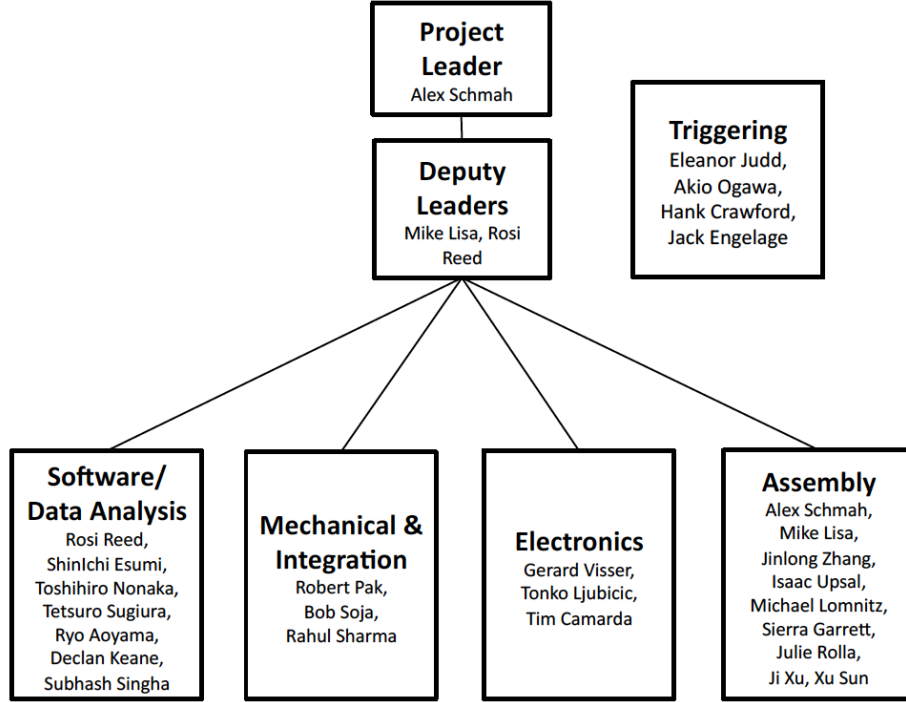 Project
Leader
Alex Schmah
Deputy
Leaders
Mike Lisa, Rosi
Reed
Triggering
Eleanor Judd,
Akio Ogawa,
Hank Crawford,
Jack Engelage
Software/
Data Analysis
Rosi Reed,
ShinIchi Esumi,
Toshihiro Nonaka,
Tetsuro Sugiura,
Ryo Aoyama,
Declan Keane,
Subhash Singha
Mechanical &
Integration
Robert Pak,
Bob Soja,
Rahul Sharma
Electronics
Gerard Visser,
Tonko Ljubicic,
Tim Camarda
Assembly
Alex Schmah,
Mike Lisa,
Jinlong Zhang,
Isaac Upsal,
Michael Lomnitz,
Sierra Garrett,
Julie Rolla,
Ji Xu, Xu Sun